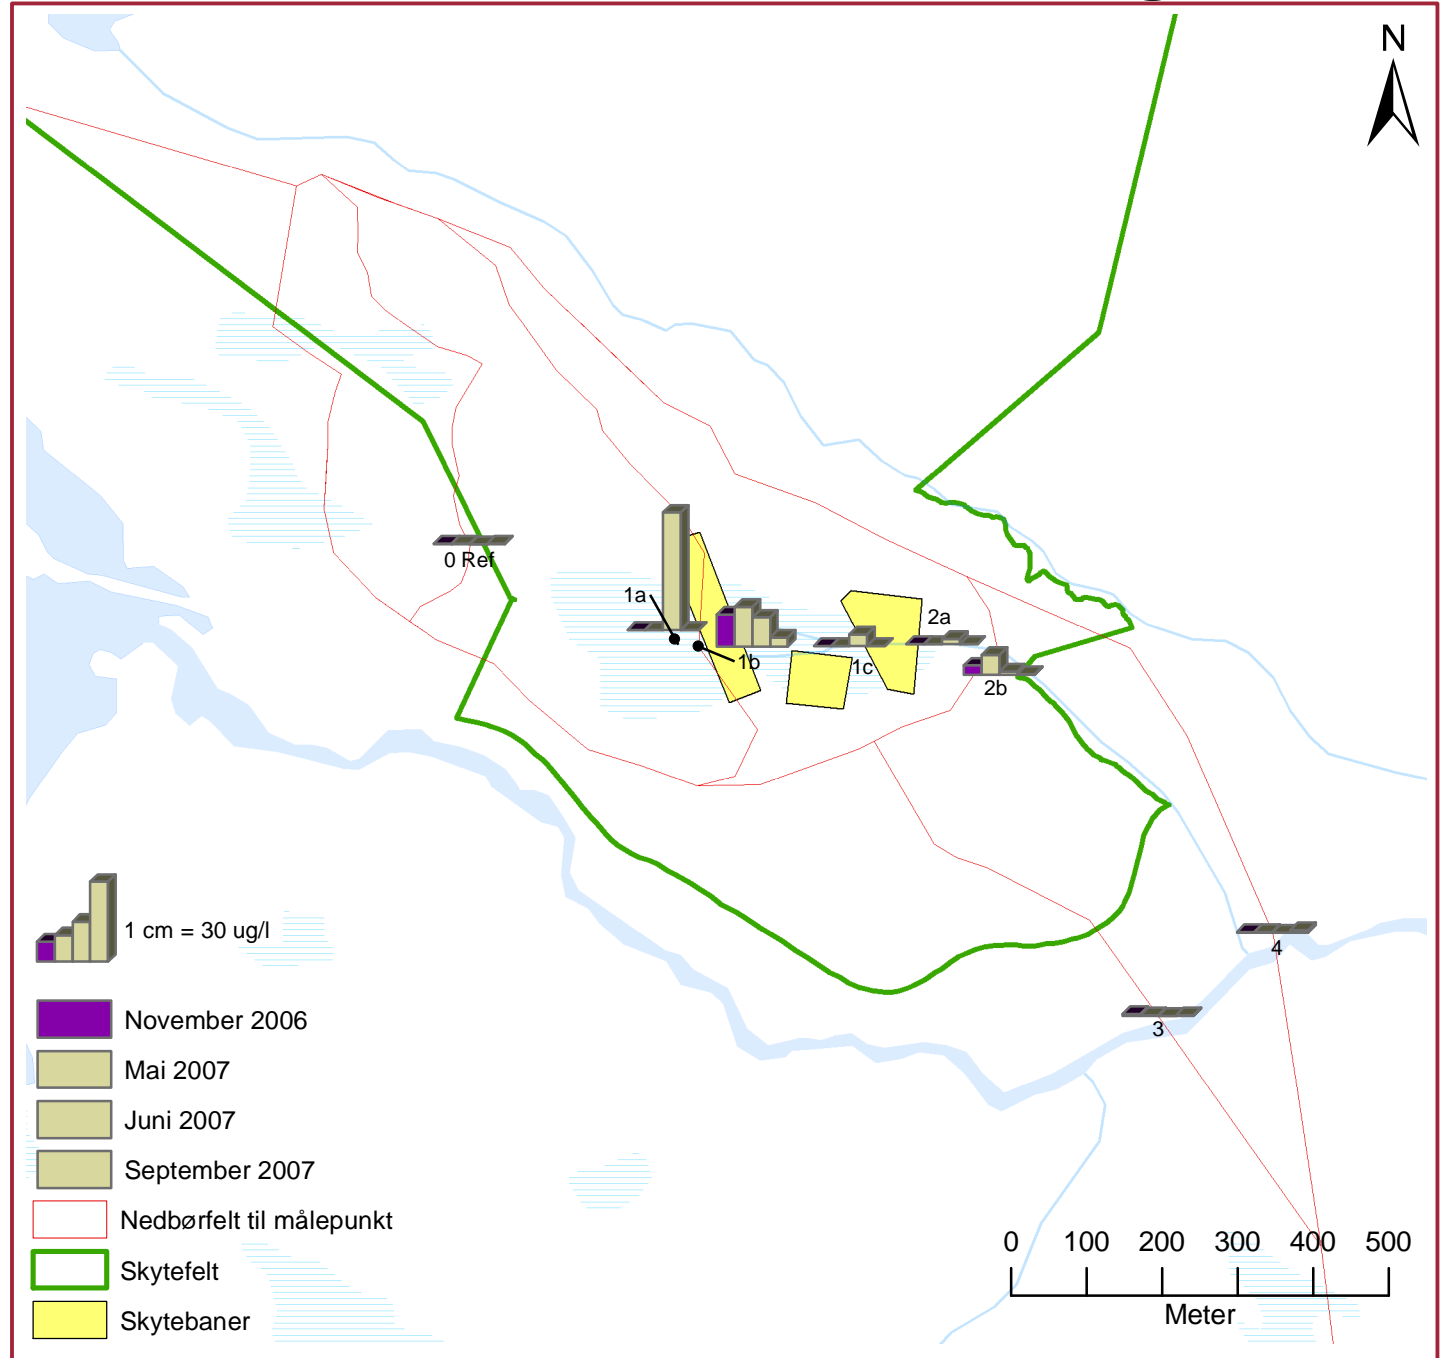 N
0 Ref
1a
1b
1c
2a
2b
4
3
1 cm = 30 ug/l
November 2006
Mai 2007
Juni 2007
September 2007
Nedbørfelt til målepunkt
Skytefelt
Skytebaner
0 100 200 300 400 500
Meter